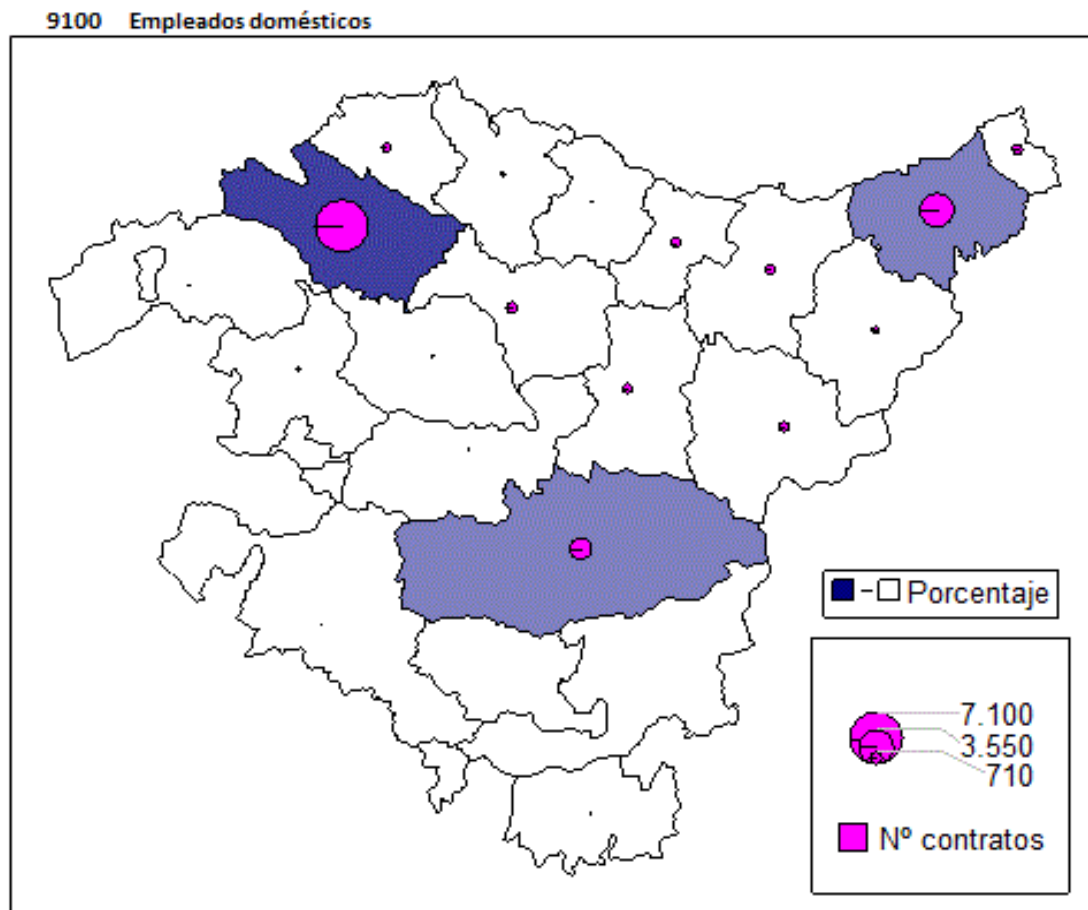 9100 Empleados domésticos
Porcentaje
7.100
3.550
710
Nº contratos